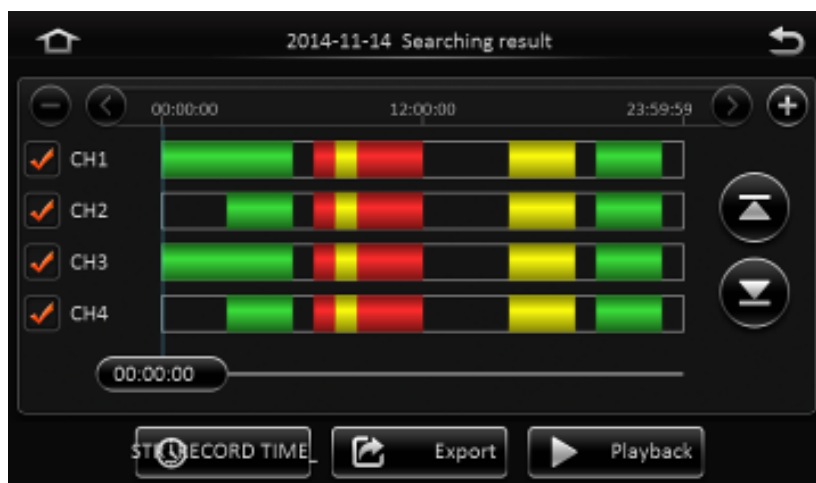 2014-11-14 Searching result
00:00:00 12:00:00 23:59:59
CH1
CH2
CH3
CH4
00:00:00
RECORD TIME_ Export Playback